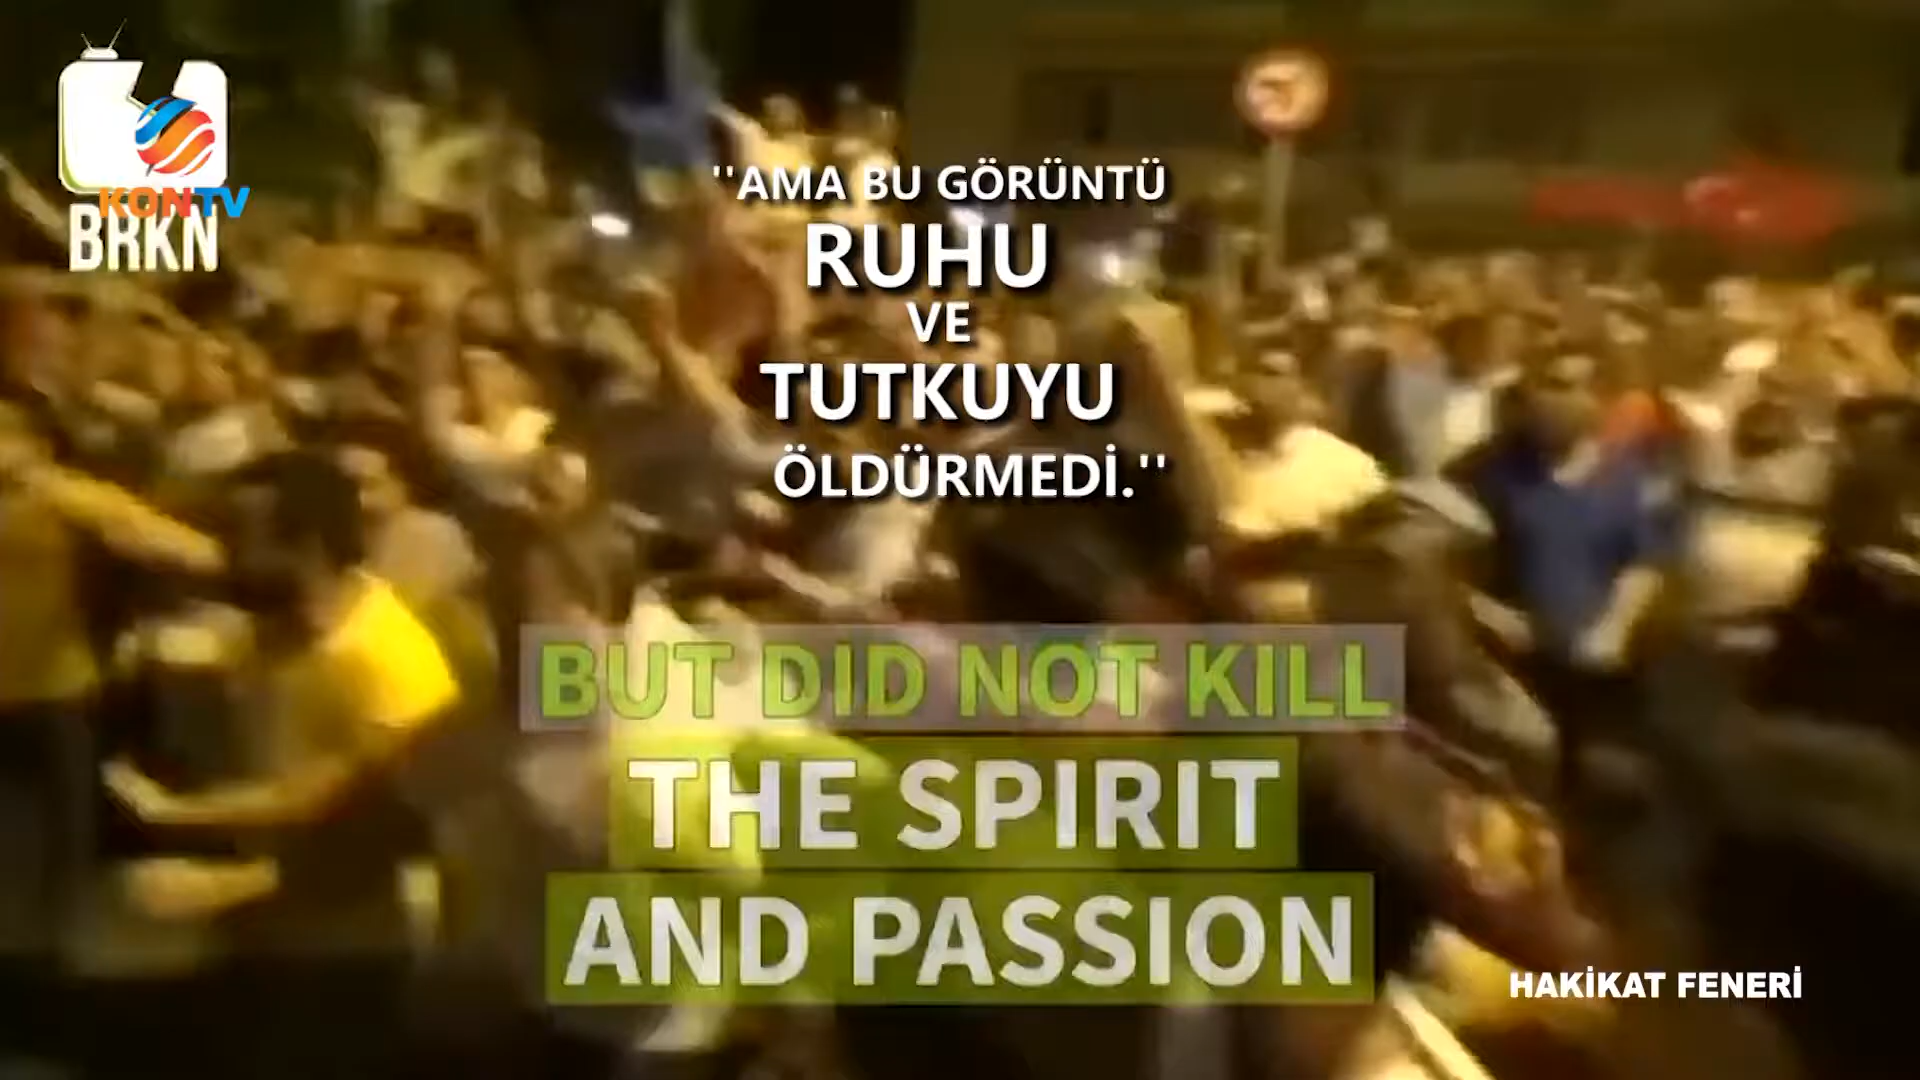 KONTV
BRKN
''AMA BU GÖRÜNTÜ
RUHU
VE
TUTKUYU
ÖLDÜRMEDİ.''
BUT DID NOT KILL
THE SPIRIT
AND PASSION
HAKİKAT FENERİ